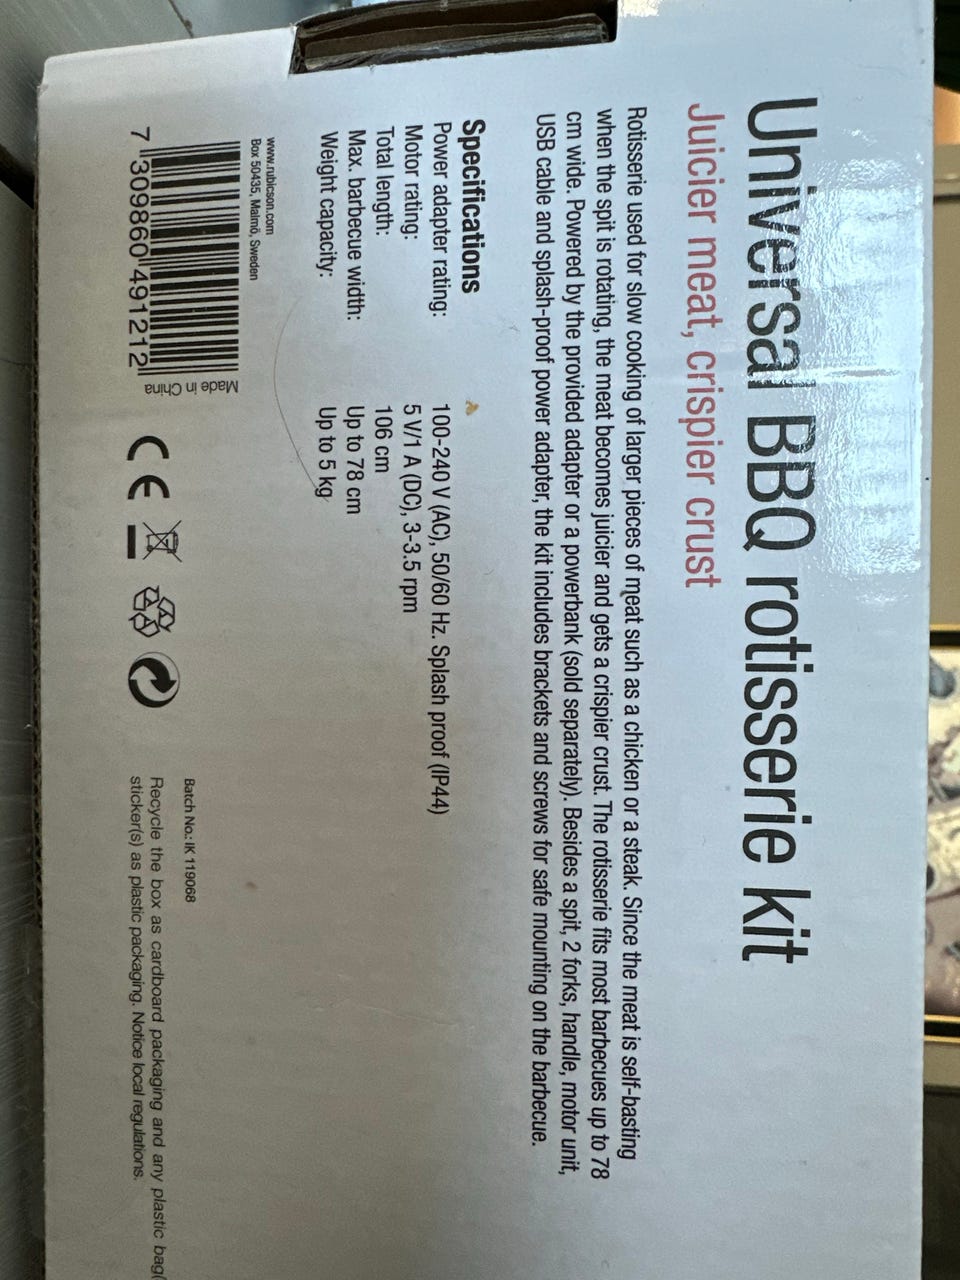 Universal BBQ rotisserie kit
Juicier meat, crispier crust
Rotisserie used for slow cooking of larger pieces of meat such as a chicken or a steak. Since the meat is self-basting
when the spit is rotating, the meat becomes juicier and gets a crispier crust. The rotisserie fits most barbecues up to 78
cm wide. Powered by the provided adapter or a powerbank (sold separately). Besides a spit, 2 forks, handle, motor unit,
USB cable and splash-proof power adapter, the kit includes brackets and screws for safe mounting on the barbecue.
Specifications
Power adapter rating: 100-240 V (AC), 50/60 Hz. Splash proof (IP44)
Motor rating: 5 V/1 A (DC), 3-3.5 rpm
Total length: 106 cm
Max. barbecue width: Up to 78 cm
Weight capacity: Up to 5 kg
www.rubicson.com
Box 50435, Malmö, Sweden
7 309860 491212
Made in China
CE
Batch No.: IK 119068
Recycle the box as cardboard packaging and any plastic bag(
sticker(s) as plastic packaging. Notice local regulations.